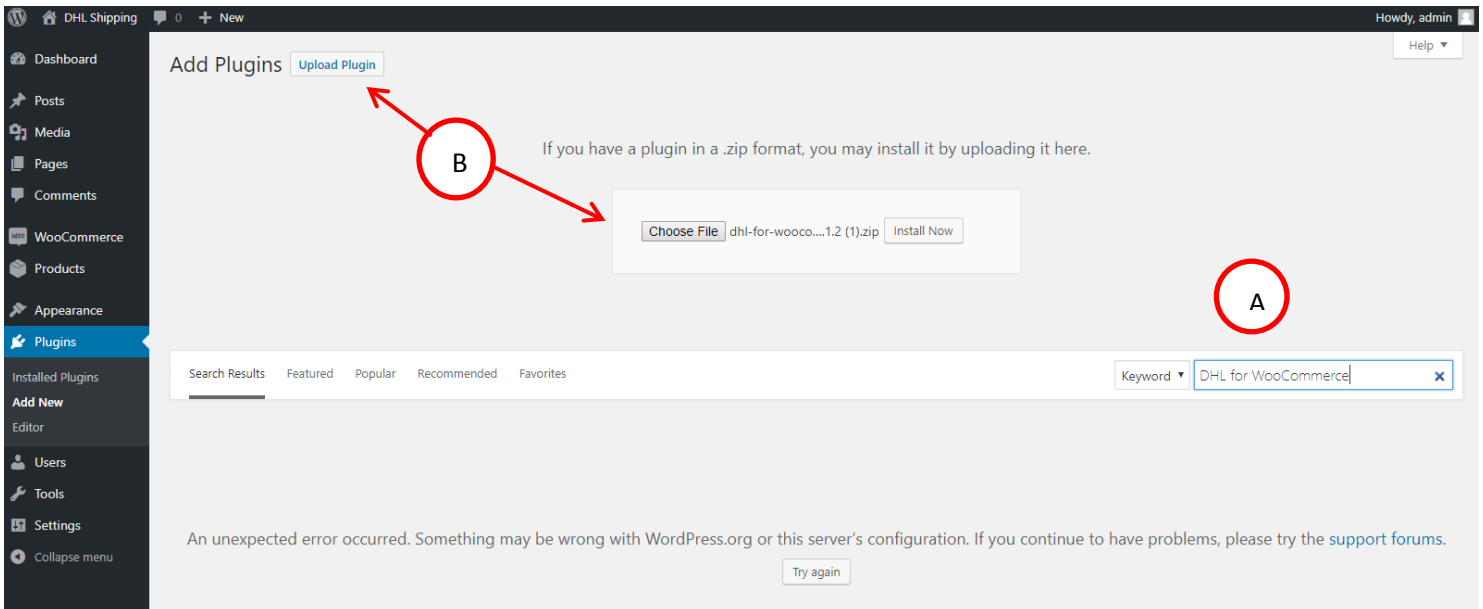 DHL Shipping 0 + New Howdy, admin
Help ▼
Dashboard
Posts
Media
Pages
Comments
WOO WooCommerce
Products
Appearance
Plugins
Installed Plugins
Add New
Editor
Users
Tools
Settings
Collapse menu
Add Plugins Upload Plugin
B
If you have a plugin in a .zip format, you may install it by uploading it here.
Choose File dhl-for-wooco....1.2 (1).zip Install Now
A
Search Results Featured Popular Recommended Favorites Keyword ▼ DHL for WooCommerce ×
An unexpected error occurred. Something may be wrong with WordPress.org or this server's configuration. If you continue to have problems, please try the support forums.
Try again